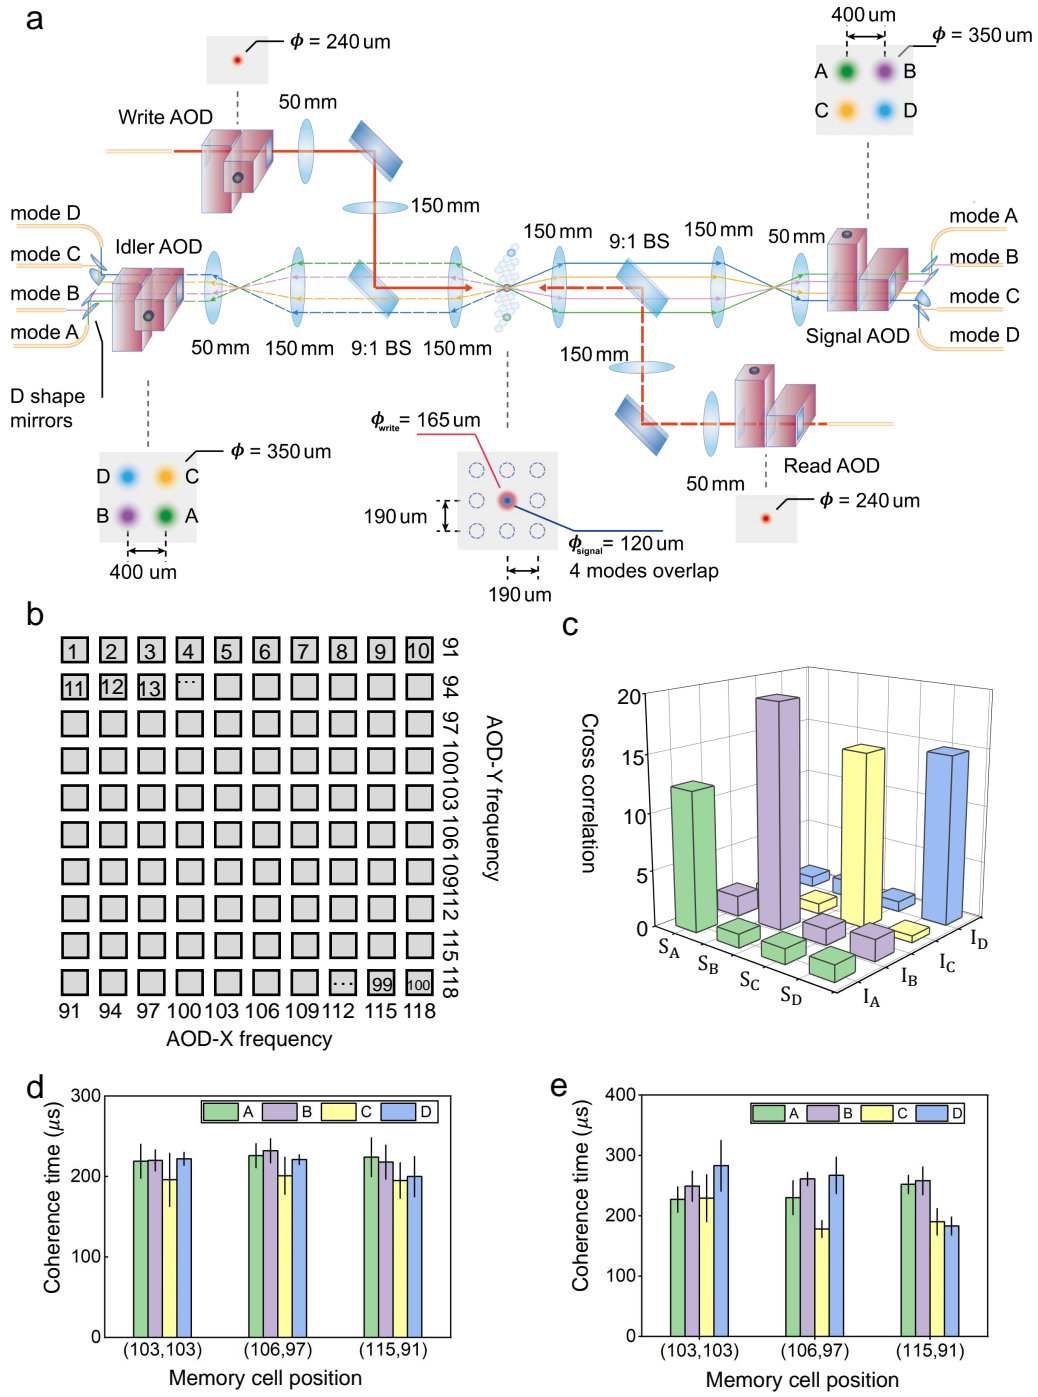 a
ϕ = 240 um
400 um
ϕ = 350 um
A
B
C
D
50 mm
Write AOD
150 mm
mode D
mode C
mode B
mode A
Idler AOD
150 mm
9:1 BS
50 mm
mode A
mode B
mode C
mode D
Signal AOD
50 mm
150 mm
9:1 BS
150 mm
150 mm
D shape
mirrors
ϕwrite= 165 um
Read AOD
50 mm
ϕ = 350 um
D
C
B
A
400 um
190 um
ϕsignal= 120 um
4 modes overlap
190 um
ϕ = 240 um
b
1 2 3 4 5 6 7 8 9 10
11 12 13 ...
... 99 100
91
94
97
100
103
106
109
112
115
118
AOD-Y frequency
91 94 97 100 103 106 109 112 115 118
AOD-X frequency
c
Cross correlation
20
15
10
5
0
SA
SB
SC
SD
IA
IB
IC
ID
d
Coherence time (μs)
300
200
100
0
A B C D
(103,103) (106,97) (115,91)
Memory cell position
e
Coherence time (μs)
400
300
200
100
0
A B C D
(103,103) (106,97) (115,91)
Memory cell position